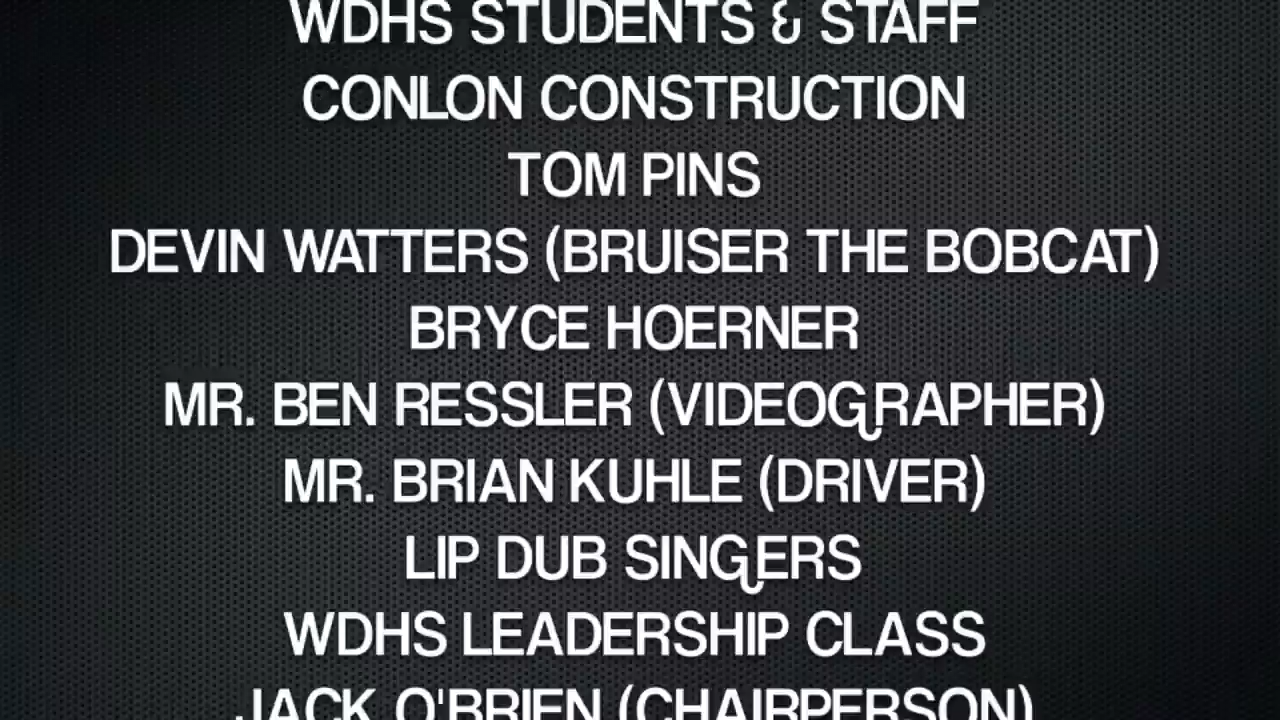 WDHS STUDENTS & STAFF
CONLON CONSTRUCTION
TOM PINS
DEVIN WATTERS (BRUISER THE BOBCAT)
BRYCE HOERNER
MR. BEN RESSLER (VIDEOGRAPHER)
MR. BRIAN KUHLE (DRIVER)
LIP DUB SINGERS
WDHS LEADERSHIP CLASS
JACK O'BRIEN (CHAIRPERSON)